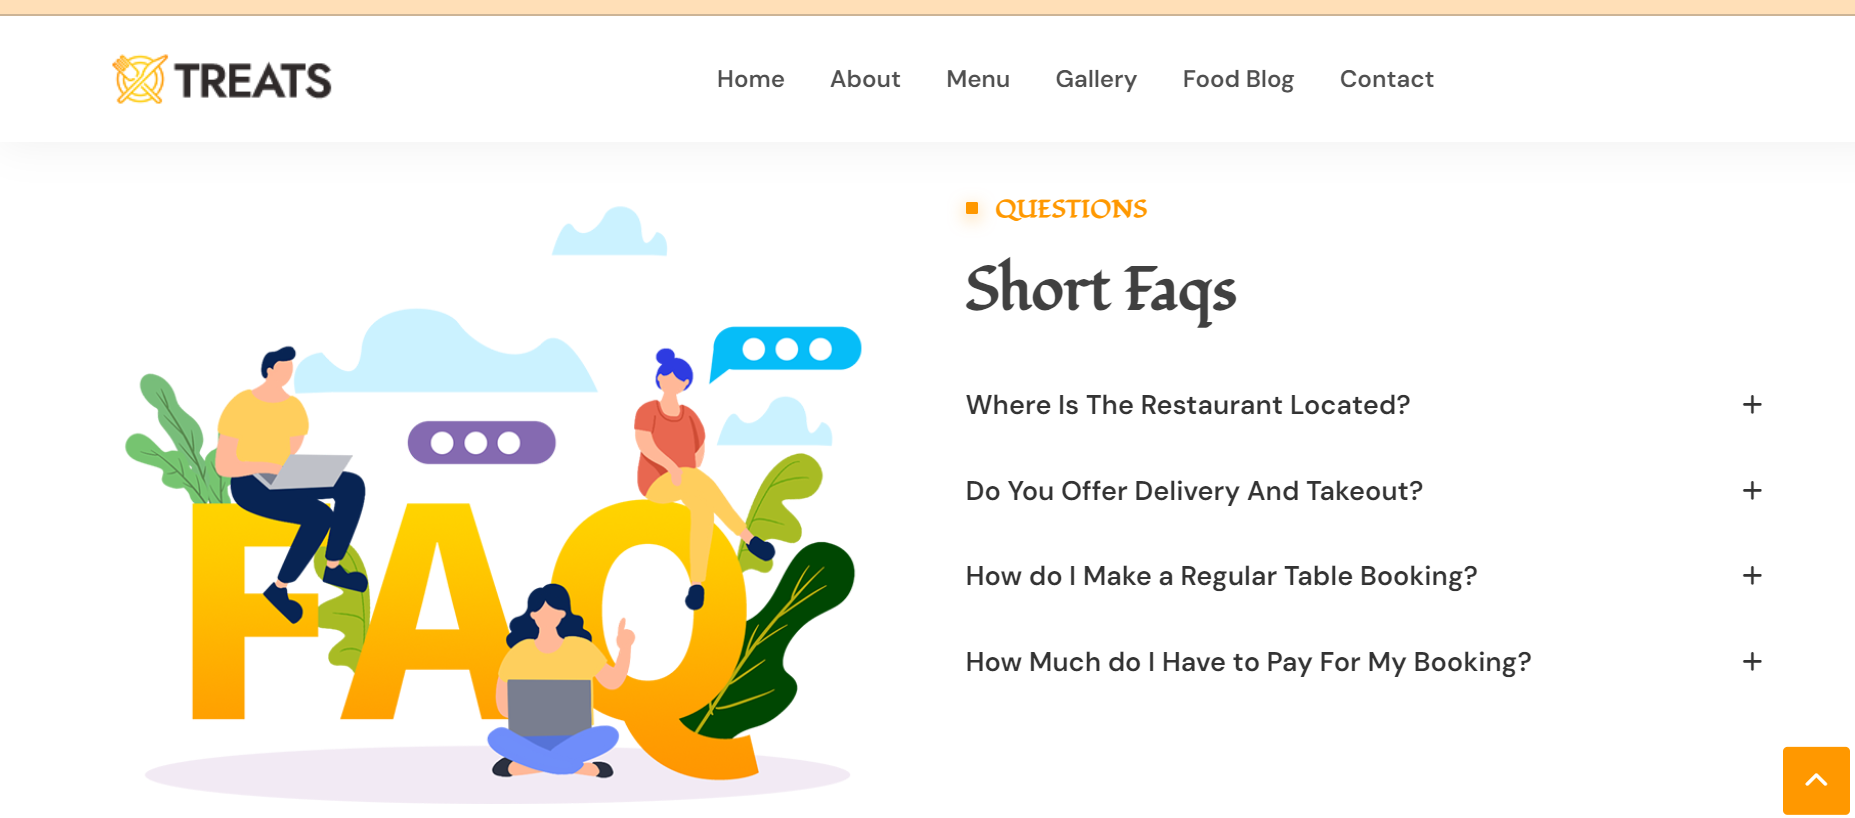 TREATS
Home About Menu Gallery Food Blog Contact
QUESTIONS
Short Faqs
Where Is The Restaurant Located?
Do You Offer Delivery And Takeout?
How do I Make a Regular Table Booking?
How Much do I Have to Pay For My Booking?
FAQ